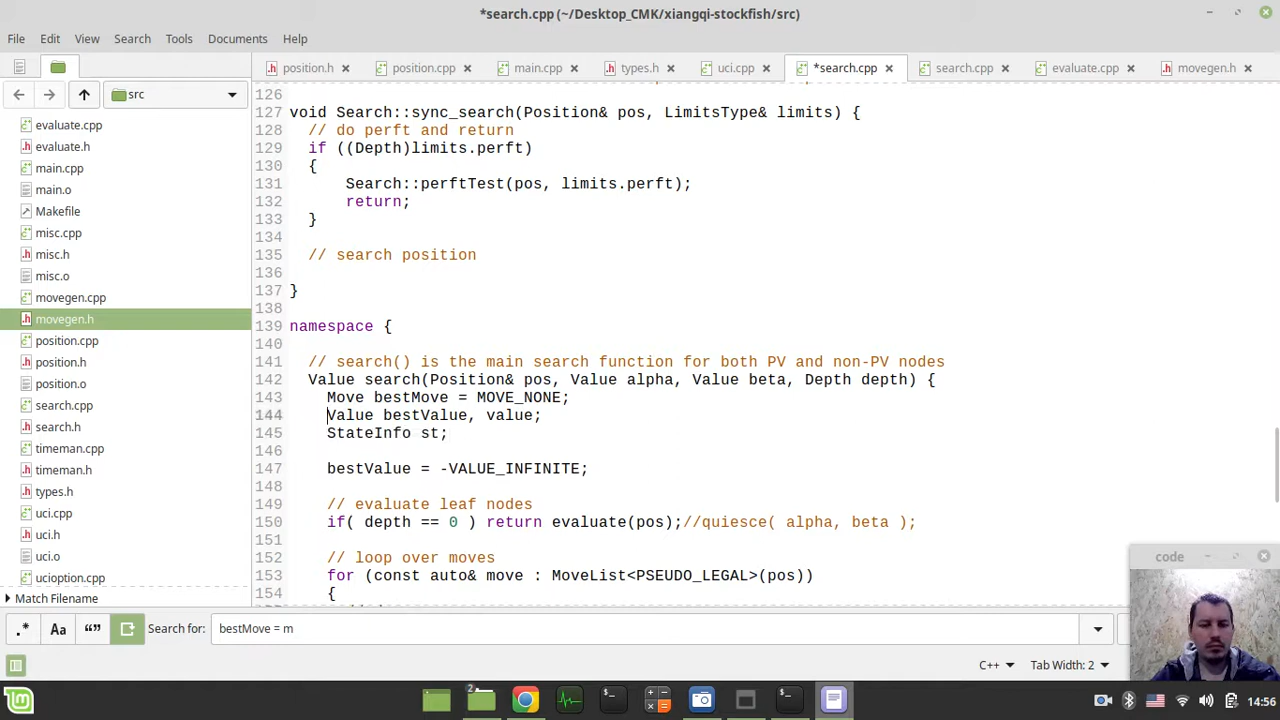 *search.cpp (~/Desktop_CMK/xiangqi-stockfish/src)
File Edit View Search Tools Documents Help
position.h position.cpp main.cpp types.h uci.cpp *search.cpp search.cpp evaluate.cpp movegen.h
src
evaluate.cpp
evaluate.h
main.cpp
main.o
Makefile
misc.cpp
misc.h
misc.o
movegen.cpp
movegen.h
position.cpp
position.h
position.o
search.cpp
search.h
timeman.cpp
timeman.h
types.h
uci.cpp
uci.h
uci.o
ucioption.cpp
Match Filename
126
127 void Search::sync_search(Position& pos, LimitsType& limits) {
128 // do perft and return
129 if ((Depth)limits.perft)
130 {
131 Search::perftTest(pos, limits.perft);
132 return;
133 }
134
135 // search position
136
137 }
138
139 namespace {
140
141 // search() is the main search function for both PV and non-PV nodes
142 Value search(Position& pos, Value alpha, Value beta, Depth depth) {
143 Move bestMove = MOVE_NONE;
144 Value bestValue, value;
145 StateInfo st;
146
147 bestValue = -VALUE_INFINITE;
148
149 // evaluate leaf nodes
150 if( depth == 0 ) return evaluate(pos);//quiesce( alpha, beta );
151
152 // loop over moves
153 for (const auto& move : MoveList<PSEUDO_LEGAL>(pos))
154 {
code
.* Aa “” Search for: bestMove = m
C++ Tab Width: 2
2
14:56